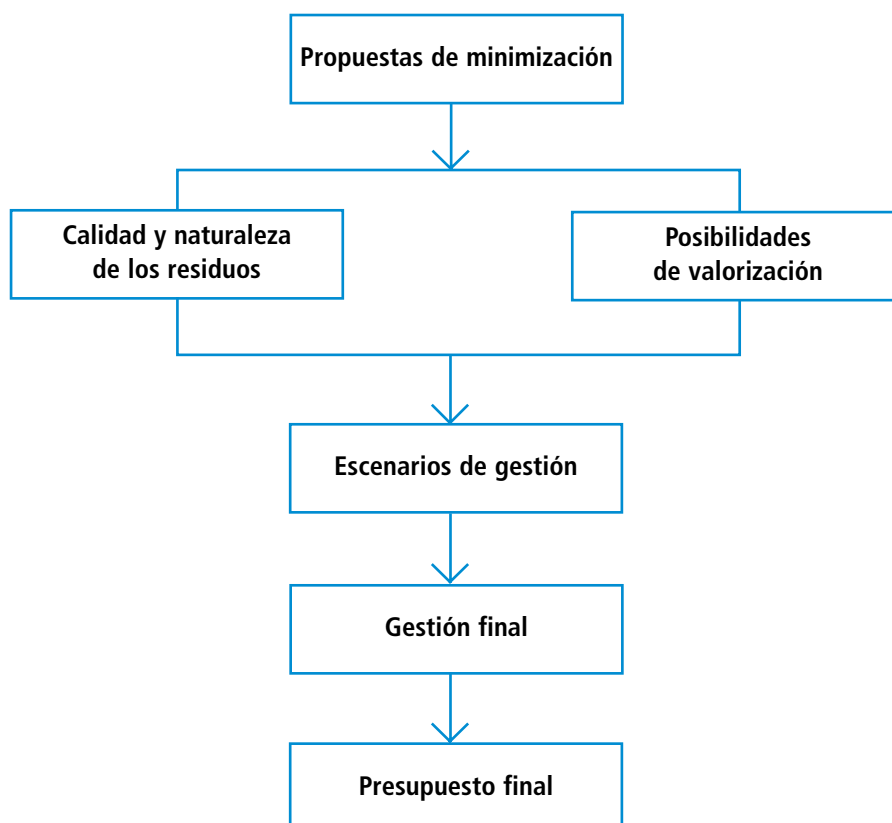 Propuestas de minimización
Calidad y naturaleza
de los residuos
Posibilidades
de valorización
Escenarios de gestión
Gestión final
Presupuesto final